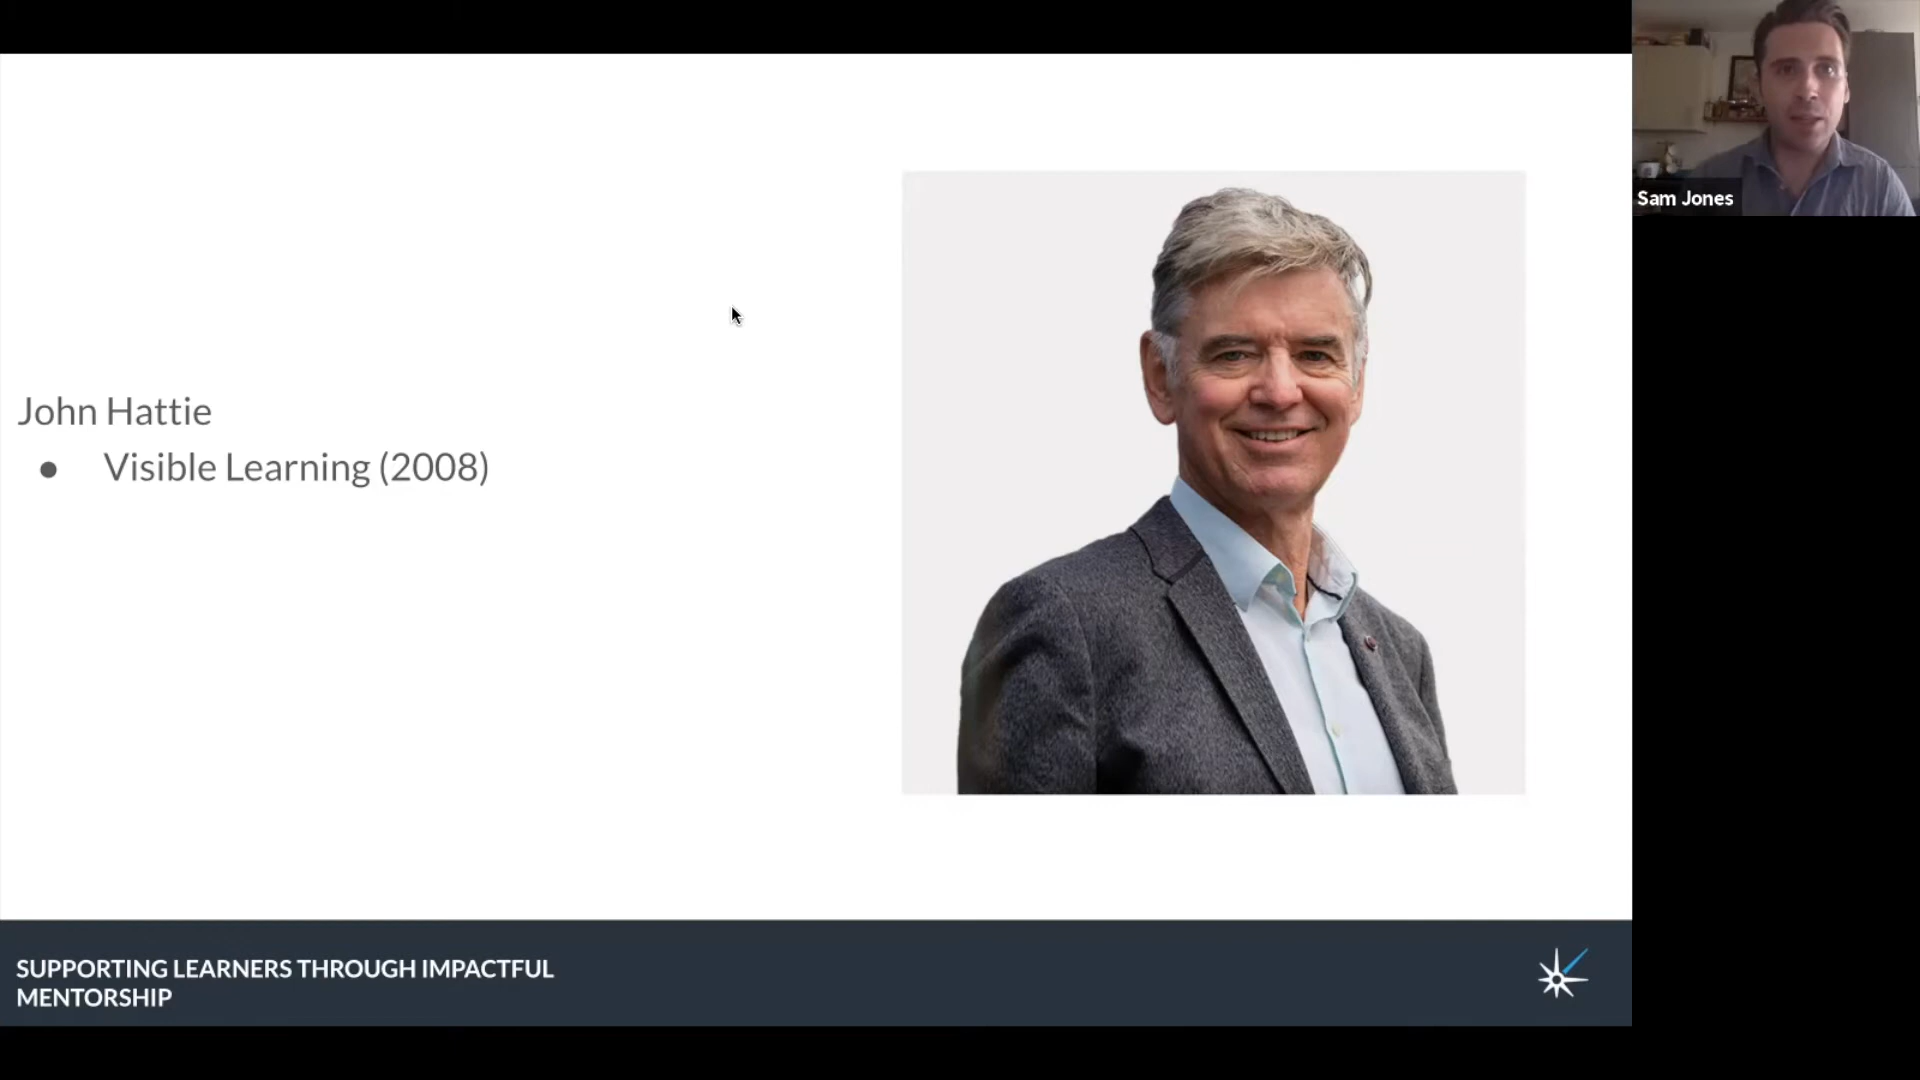 John Hattie
● Visible Learning (2008)
SUPPORTING LEARNERS THROUGH IMPACTFUL
MENTORSHIP
Sam Jones